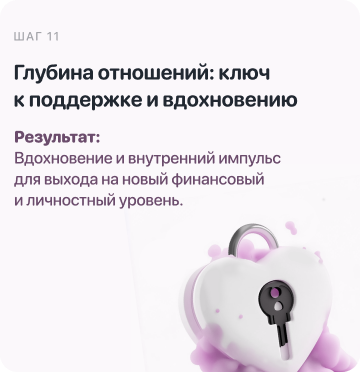 ШАГ 11
Глубина отношений: ключ
к поддержке и вдохновению
Результат:
Вдохновение и внутренний импульс
для выхода на новый финансовый
и личностный уровень.